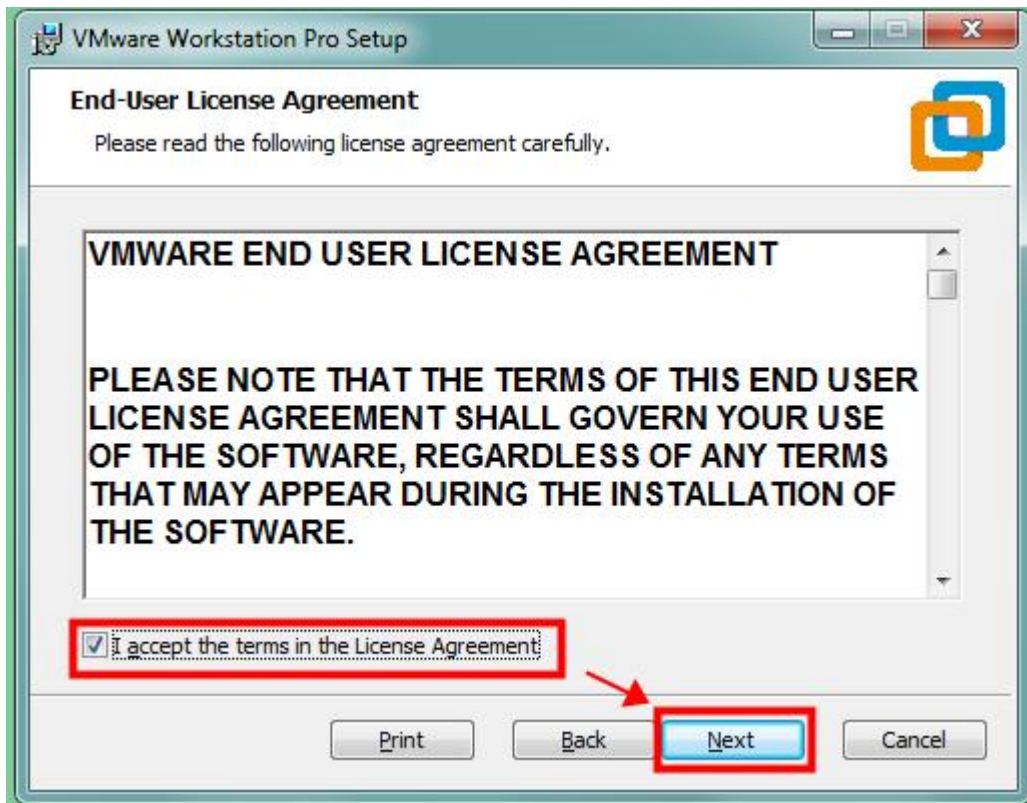 VMware Workstation Pro Setup
End-User License Agreement
Please read the following license agreement carefully.
VMWARE END USER LICENSE AGREEMENT
PLEASE NOTE THAT THE TERMS OF THIS END USER
LICENSE AGREEMENT SHALL GOVERN YOUR USE
OF THE SOFTWARE, REGARDLESS OF ANY TERMS
THAT MAY APPEAR DURING THE INSTALLATION OF
THE SOFTWARE.
I accept the terms in the License Agreement
Print Back Next Cancel